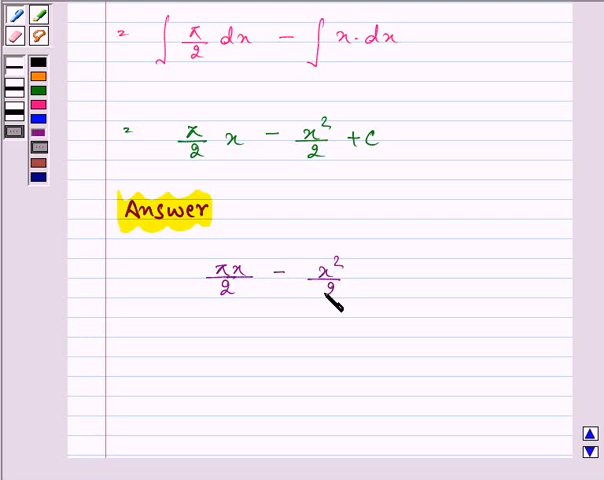 = ∫ π/2 dx - ∫ x·dx
= π/2 x - x²/2 + c
Answer
πx/2 - x²/2